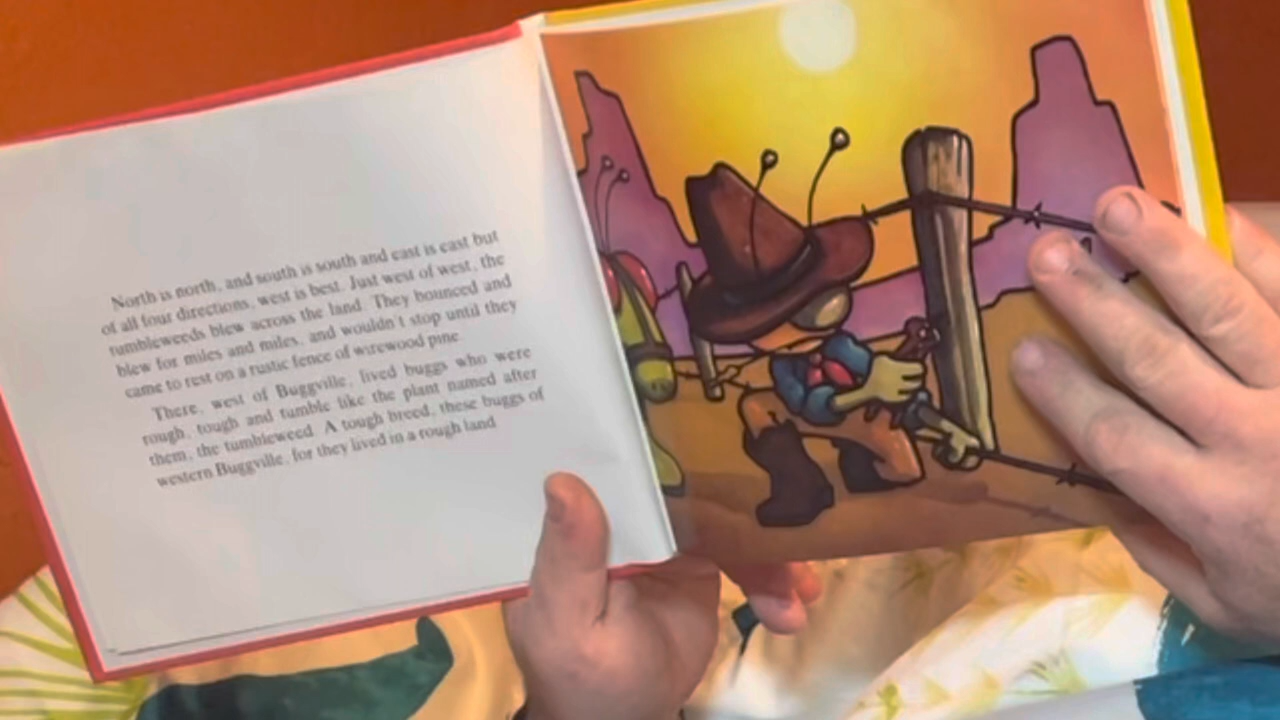 North is north, and south is south and east is east but
of all four directions, west is best. Just west of west, the
tumbleweeds blew across the land. They bounced and
blew for miles and miles, and wouldn't stop until they
came to rest on a rustic fence of wirewood pine.
There, west of Buggville, lived buggs who were
rough, tough and tumble like the plant named after
them, the tumbleweed. A tough breed, these buggs of
western Buggville, for they lived in a rough land.